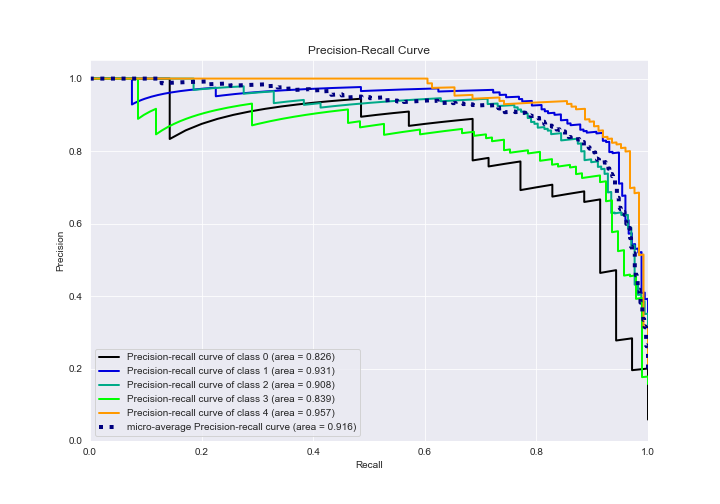 Precision-Recall Curve
Precision
1.0
0.8
0.6
0.4
0.2
0.0
Precision-recall curve of class 0 (area = 0.826)
Precision-recall curve of class 1 (area = 0.931)
Precision-recall curve of class 2 (area = 0.908)
Precision-recall curve of class 3 (area = 0.839)
Precision-recall curve of class 4 (area = 0.957)
micro-average Precision-recall curve (area = 0.916)
0.0 0.2 0.4 0.6 0.8 1.0
Recall